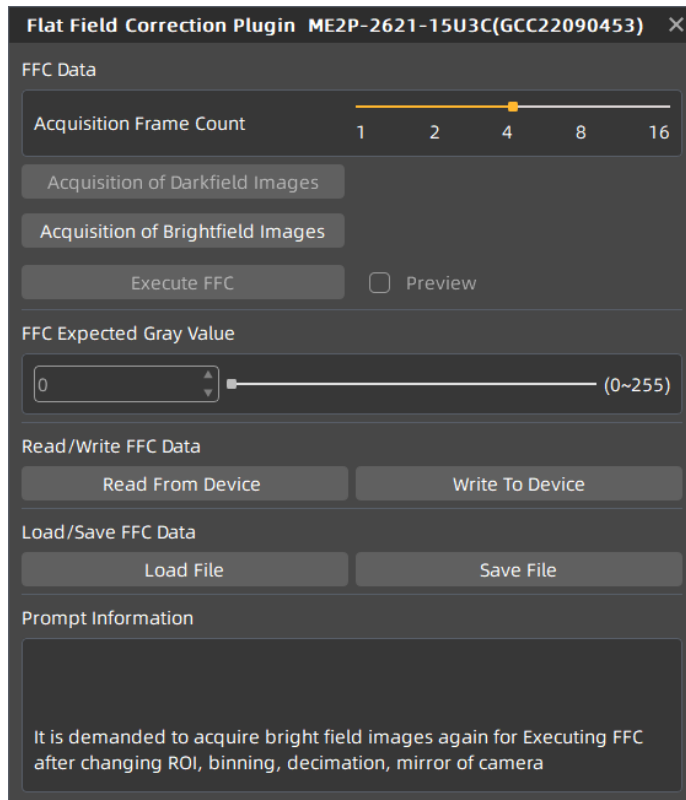 Flat Field Correction Plugin ME2P-2621-15U3C(GCC22090453) ×
FFC Data
Acquisition Frame Count
1 2 4 8 16
Acquisition of Darkfield Images
Acquisition of Brightfield Images
Execute FFC Preview
FFC Expected Gray Value
0 (0~255)
Read/Write FFC Data
Read From Device Write To Device
Load/Save FFC Data
Load File Save File
Prompt Information
It is demanded to acquire bright field images again for Executing FFC
after changing ROI, binning, decimation, mirror of camera